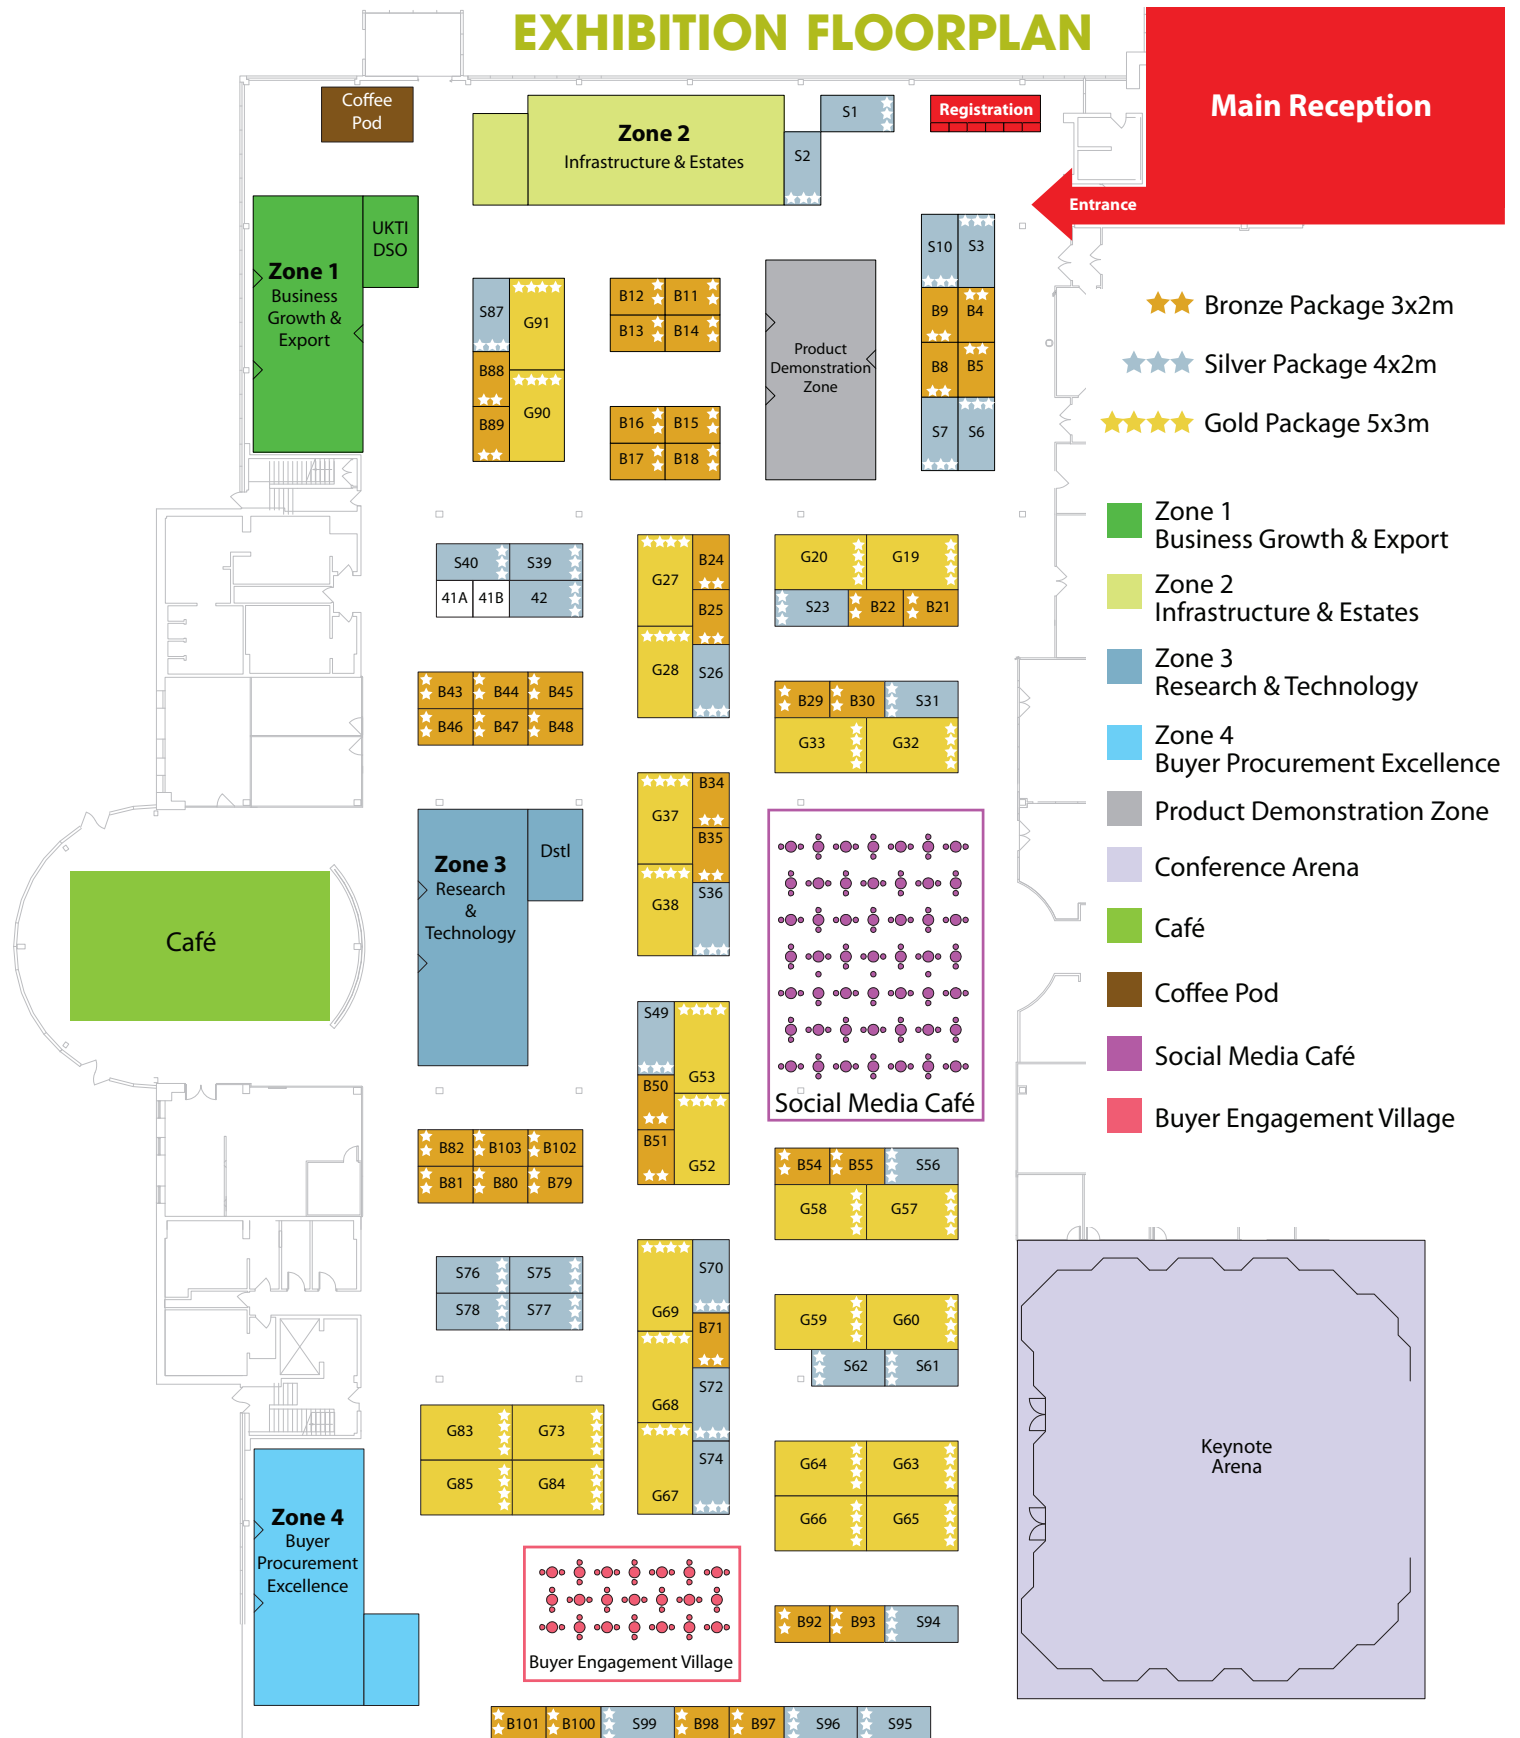 EXHIBITION FLOORPLAN
Main Reception
Entrance
Registration
Coffee
Pod
Zone 2
Infrastructure & Estates
S1
S2
UKTI
DSO
Zone 1
Business
Growth &
Export
S87
G91
B88
G90
B89
B12
B11
B13
B14
B16
B15
B17
B18
Product
Demonstration
Zone
S10
S3
B9
B4
B8
B5
S7
S6
Bronze Package 3x2m
Silver Package 4x2m
Gold Package 5x3m
Zone 1
Business Growth & Export
Zone 2
Infrastructure & Estates
Zone 3
Research & Technology
Zone 4
Buyer Procurement Excellence
Product Demonstration Zone
Conference Arena
Café
Coffee Pod
Social Media Café
Buyer Engagement Village
S40
S39
41A
41B
42
G27
B24
B25
G28
S26
G20
G19
S23
B22
B21
B43
B44
B45
B46
B47
B48
B29
B30
S31
G33
G32
G37
B34
B35
G38
S36
Zone 3
Research
&
Technology
Dstl
Café
Social Media Café
S49
G53
B50
B51
G52
B82
B103
B102
B81
B80
B79
B54
B55
S56
G58
G57
S76
S75
S78
S77
G69
S70
B71
G68
S72
G67
S74
G59
G60
S62
S61
G83
G73
G85
G84
G64
G63
G66
G65
Keynote
Arena
Zone 4
Buyer
Procurement
Excellence
Buyer Engagement Village
B92
B93
S94
B101
B100
S99
B98
B97
S96
S95